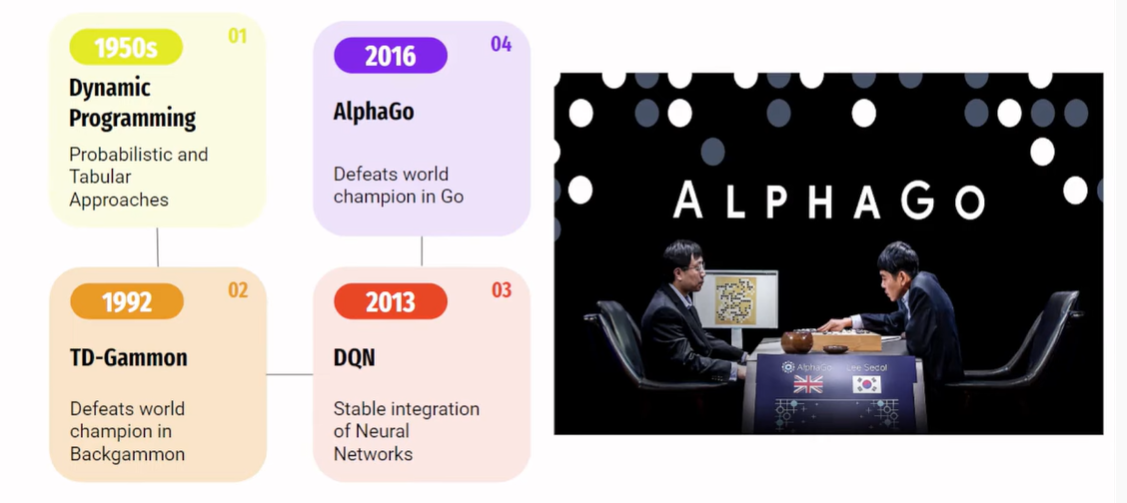 1950s
01
Dynamic
Programming
Probabilistic and
Tabular
Approaches
1992
02
TD-Gammon
Defeats world
champion in
Backgammon
2013
03
DQN
Stable integration
of Neural
Networks
2016
04
AlphaGo
Defeats world
champion in Go
ALPHAGO
AlphaGo
Lee Sedol